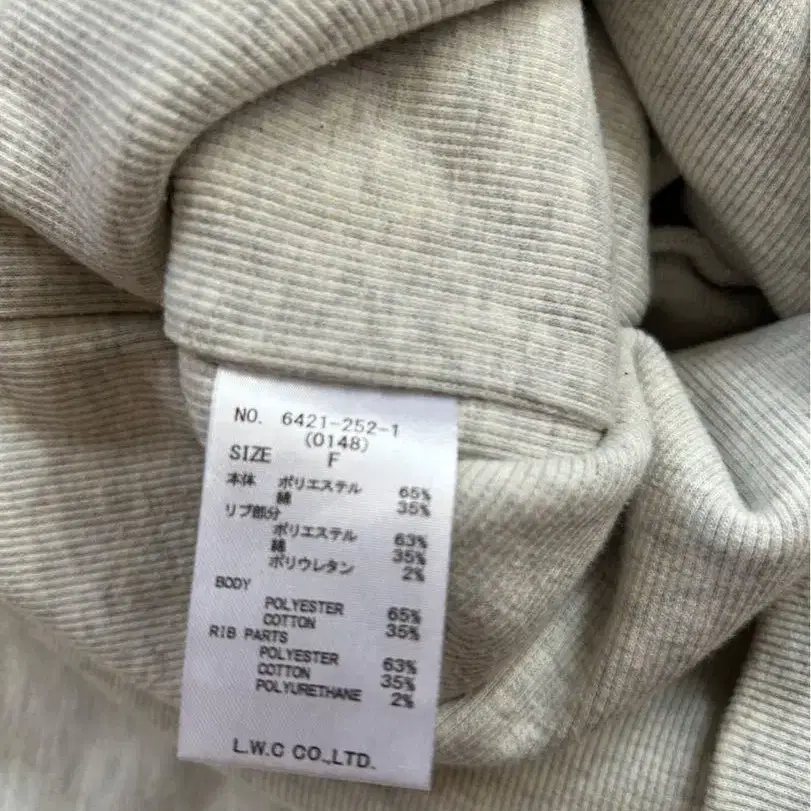 NO. 6421-252-1
(0148)
SIZE F
本体 ポリエステル 65%
綿 35%
リブ部分
ポリエステル 63%
綿 35%
ポリウレタン 2%
BODY
POLYESTER 65%
COTTON 35%
RIB PARTS
POLYESTER 63%
COTTON 35%
POLYURETHANE 2%
L.W.C CO.,LTD.